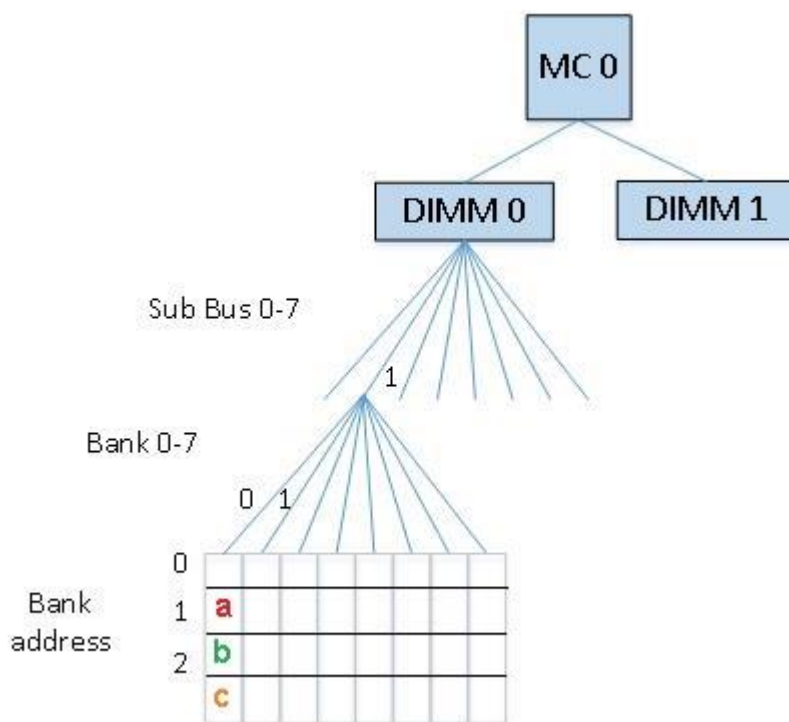 MC 0
DIMM 0
DIMM 1
Sub Bus 0-7
1
Bank 0-7
0 1
0
Bank
address
1
a
2
b
c